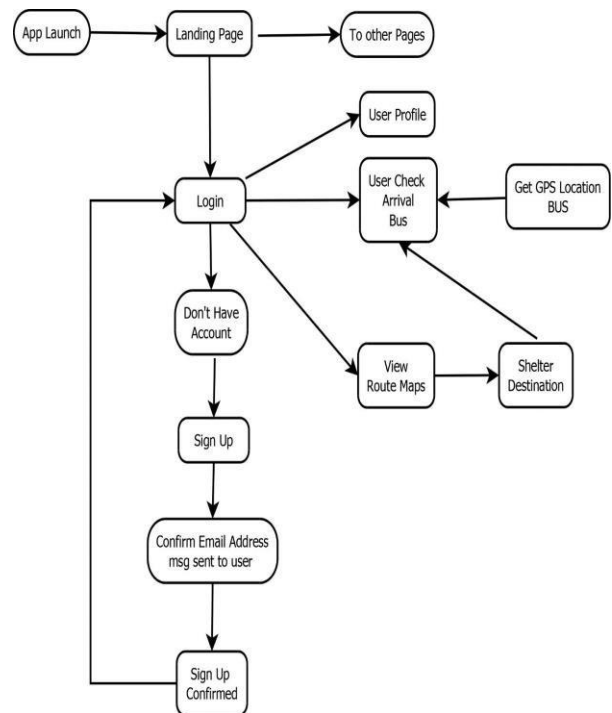 App Launch
Landing Page
To other Pages
User Profile
Login
User Check
Arrival
Bus
Get GPS Location
BUS
Don't Have
Account
View
Route Maps
Shelter
Destination
Sign Up
Confirm Email Address
msg sent to user
Sign Up
Confirmed